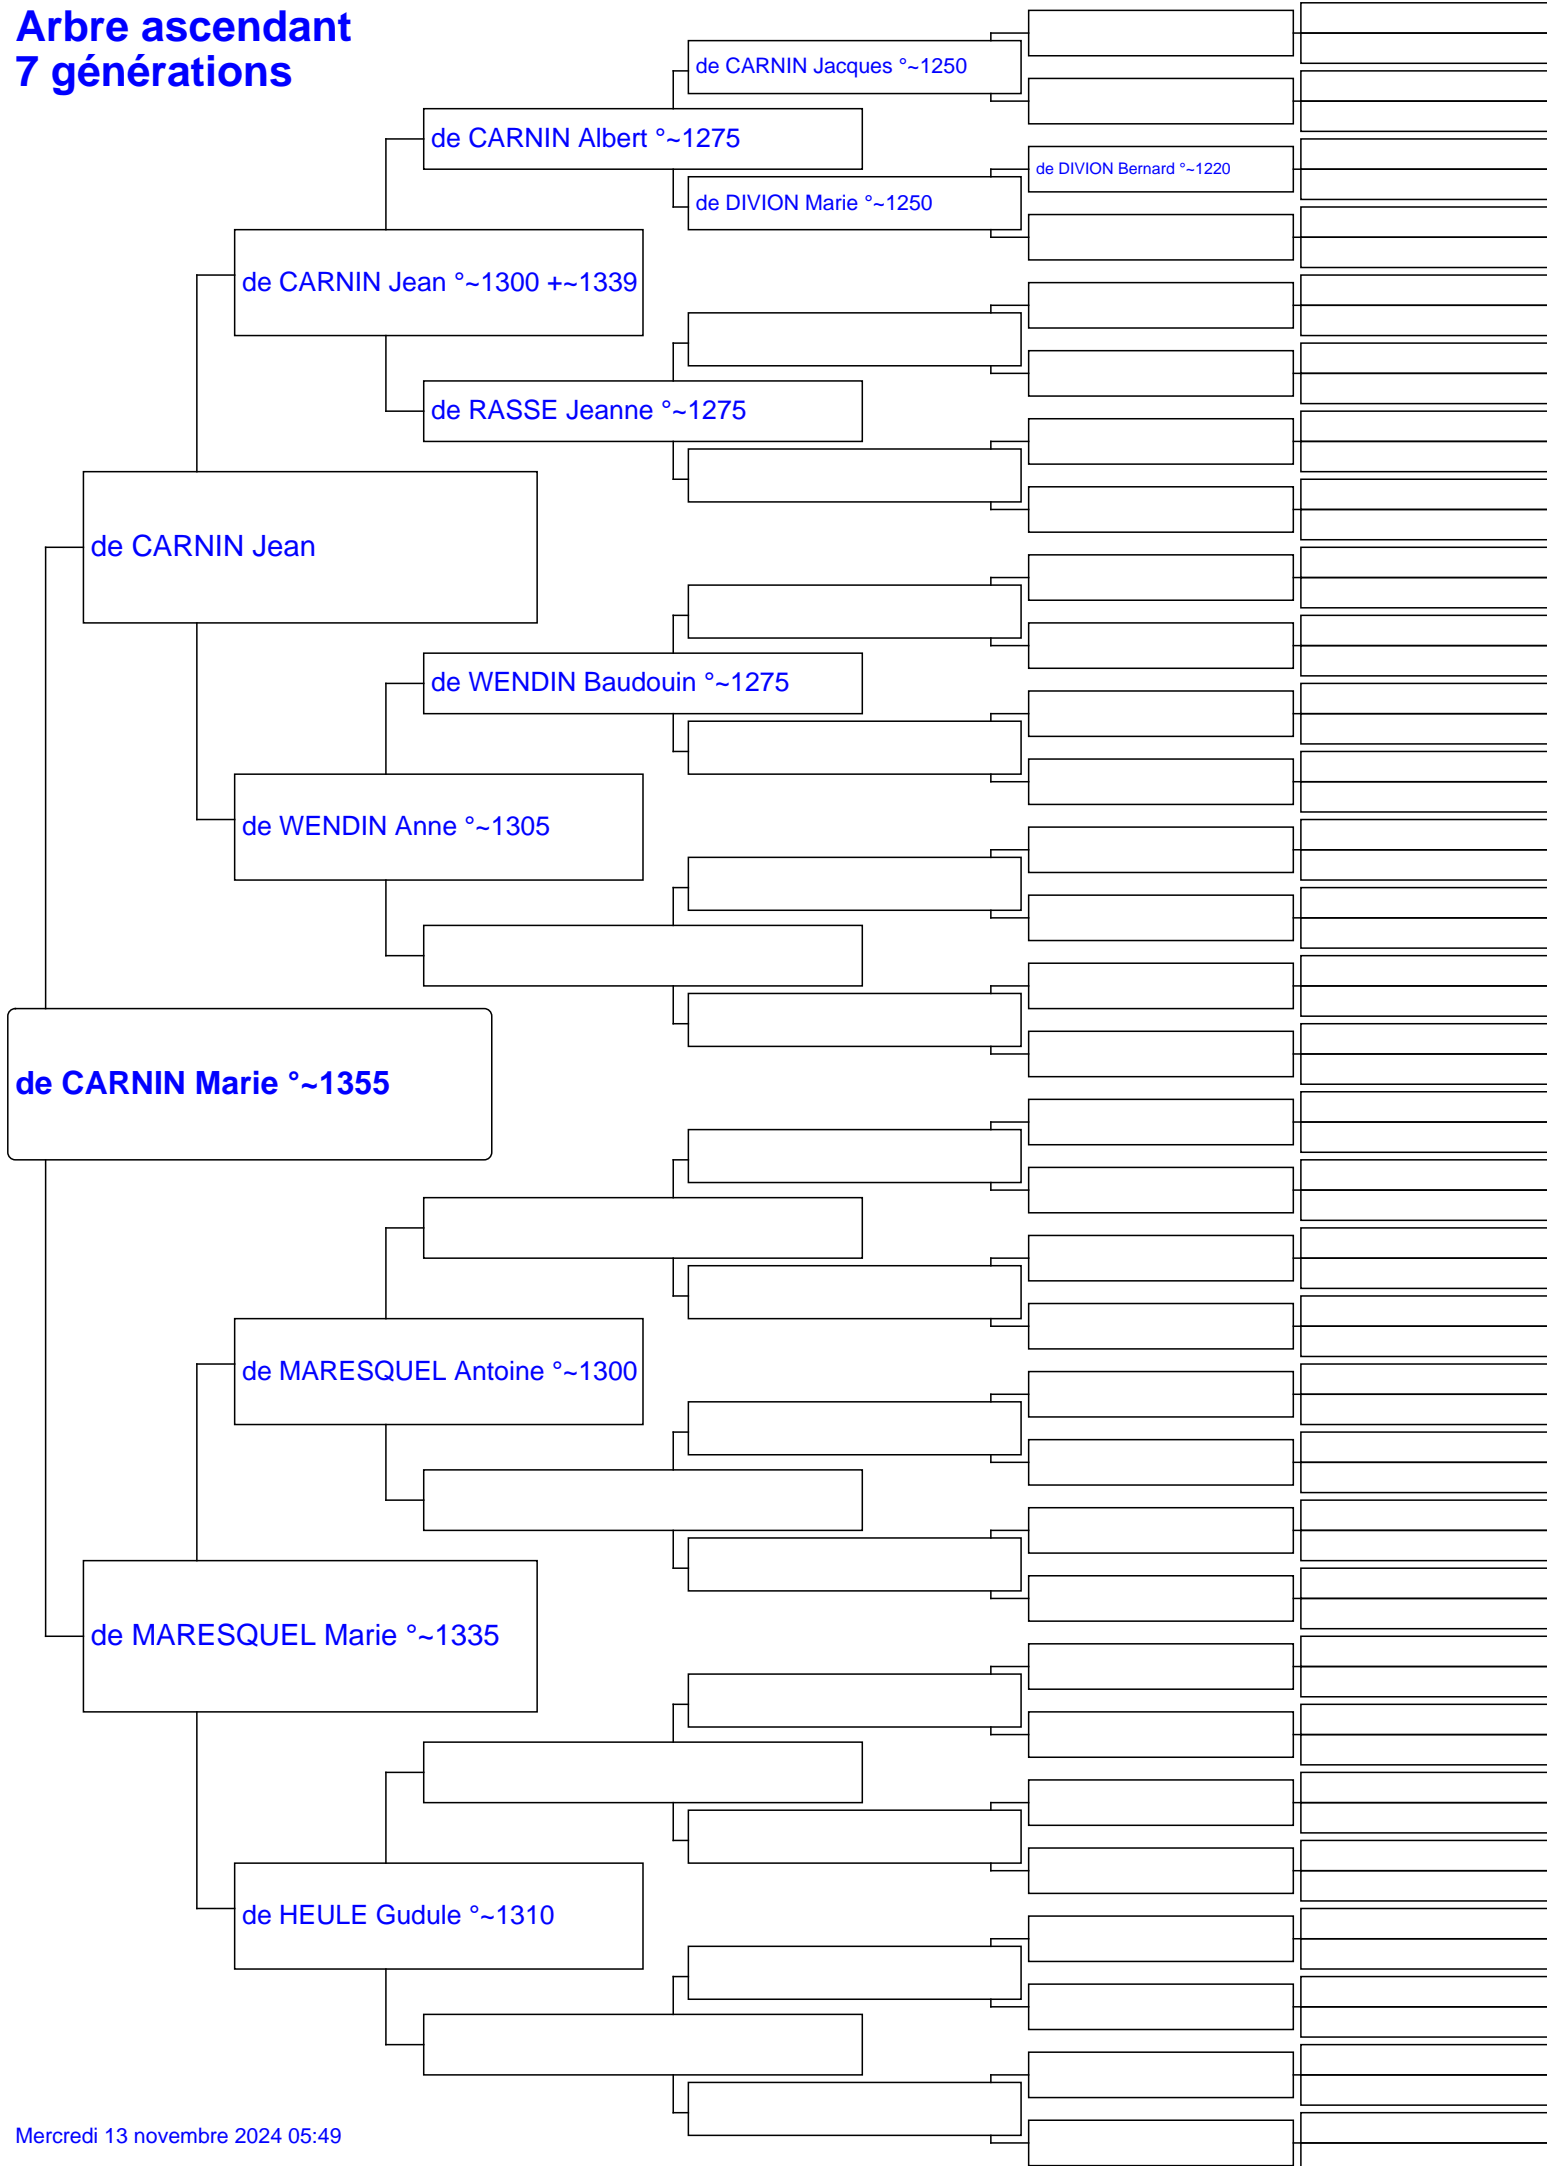 Arbre ascendant
7 générations
de CARNIN Jacques °~1250
de CARNIN Albert °~1275
de DIVION Bernard °~1220
de DIVION Marie °~1250
de CARNIN Jean °~1300 +~1339
de RASSE Jeanne °~1275
de CARNIN Jean
de WENDIN Baudouin °~1275
de WENDIN Anne °~1305
de CARNIN Marie °~1355
de MARESQUEL Antoine °~1300
de MARESQUEL Marie °~1335
de HEULE Gudule °~1310
Mercredi 13 novembre 2024 05:49